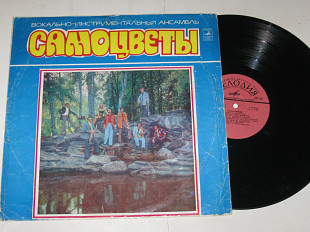 ВОКАЛЬНО-ИНСТРУМЕНТАЛЬНЫЙ АНСАМБЛЬ
САМОЦВЕТЫ
МЕЛОДИЯ